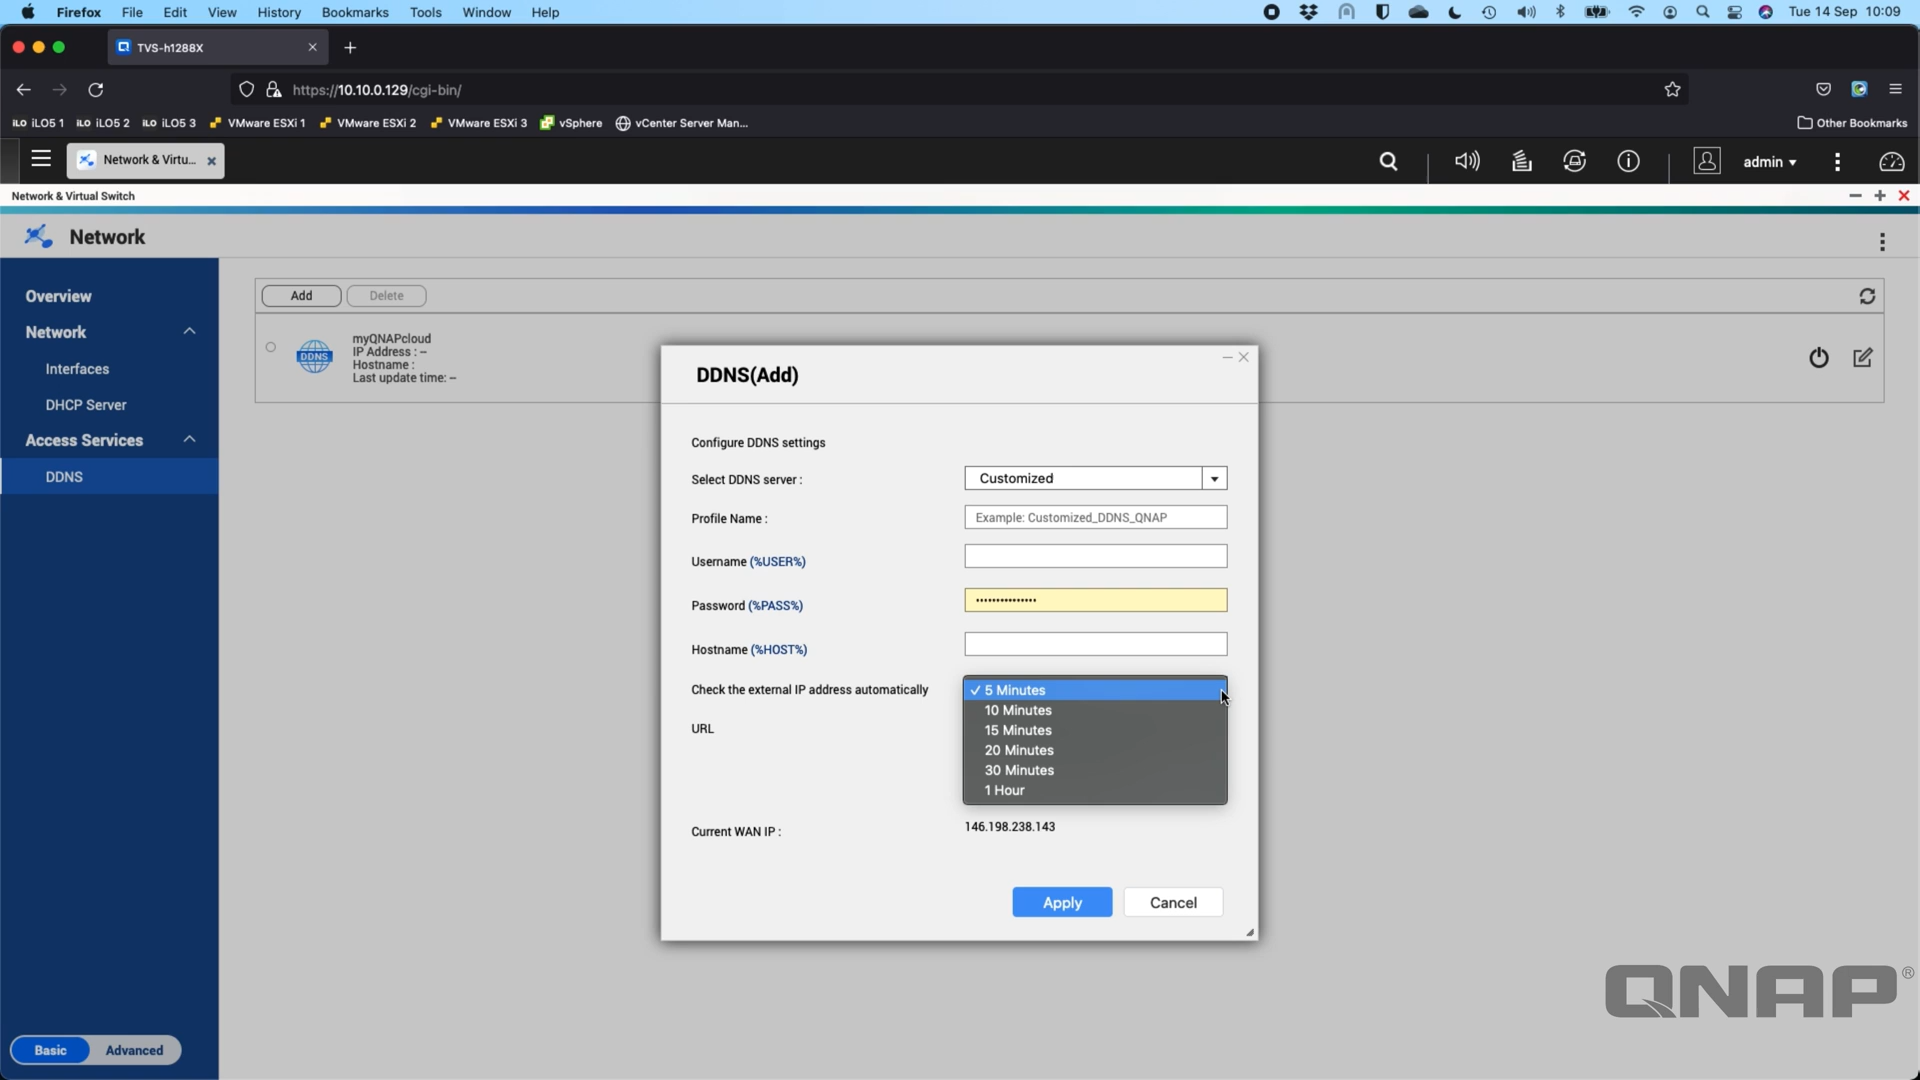 Firefox File Edit View History Bookmarks Tools Window Help Tue 14 Sep 10:09
TVS-h1288X
https://10.10.0.129/cgi-bin/
iLO iLO5 1 iLO iLO5 2 iLO iLO5 3 VMware ESXi 1 VMware ESXi 2 VMware ESXi 3 vSphere vCenter Server Man... Other Bookmarks
Network & Virtu... admin
Network & Virtual Switch
Network
Overview
Network
Interfaces
DHCP Server
Access Services
DDNS
Basic Advanced
Add Delete
DDNS
myQNAPcloud
IP Address : –
Hostname :
Last update time: –
DDNS(Add)
Configure DDNS settings
Select DDNS server : Customized
Profile Name : Example: Customized_DDNS_QNAP
Username (%USER%)
Password (%PASS%) •••••••••••••••
Hostname (%HOST%)
Check the external IP address automatically ✓ 5 Minutes
10 Minutes
URL
15 Minutes
20 Minutes
30 Minutes
1 Hour
Current WAN IP : 146.198.238.143
Apply Cancel
QNAP®